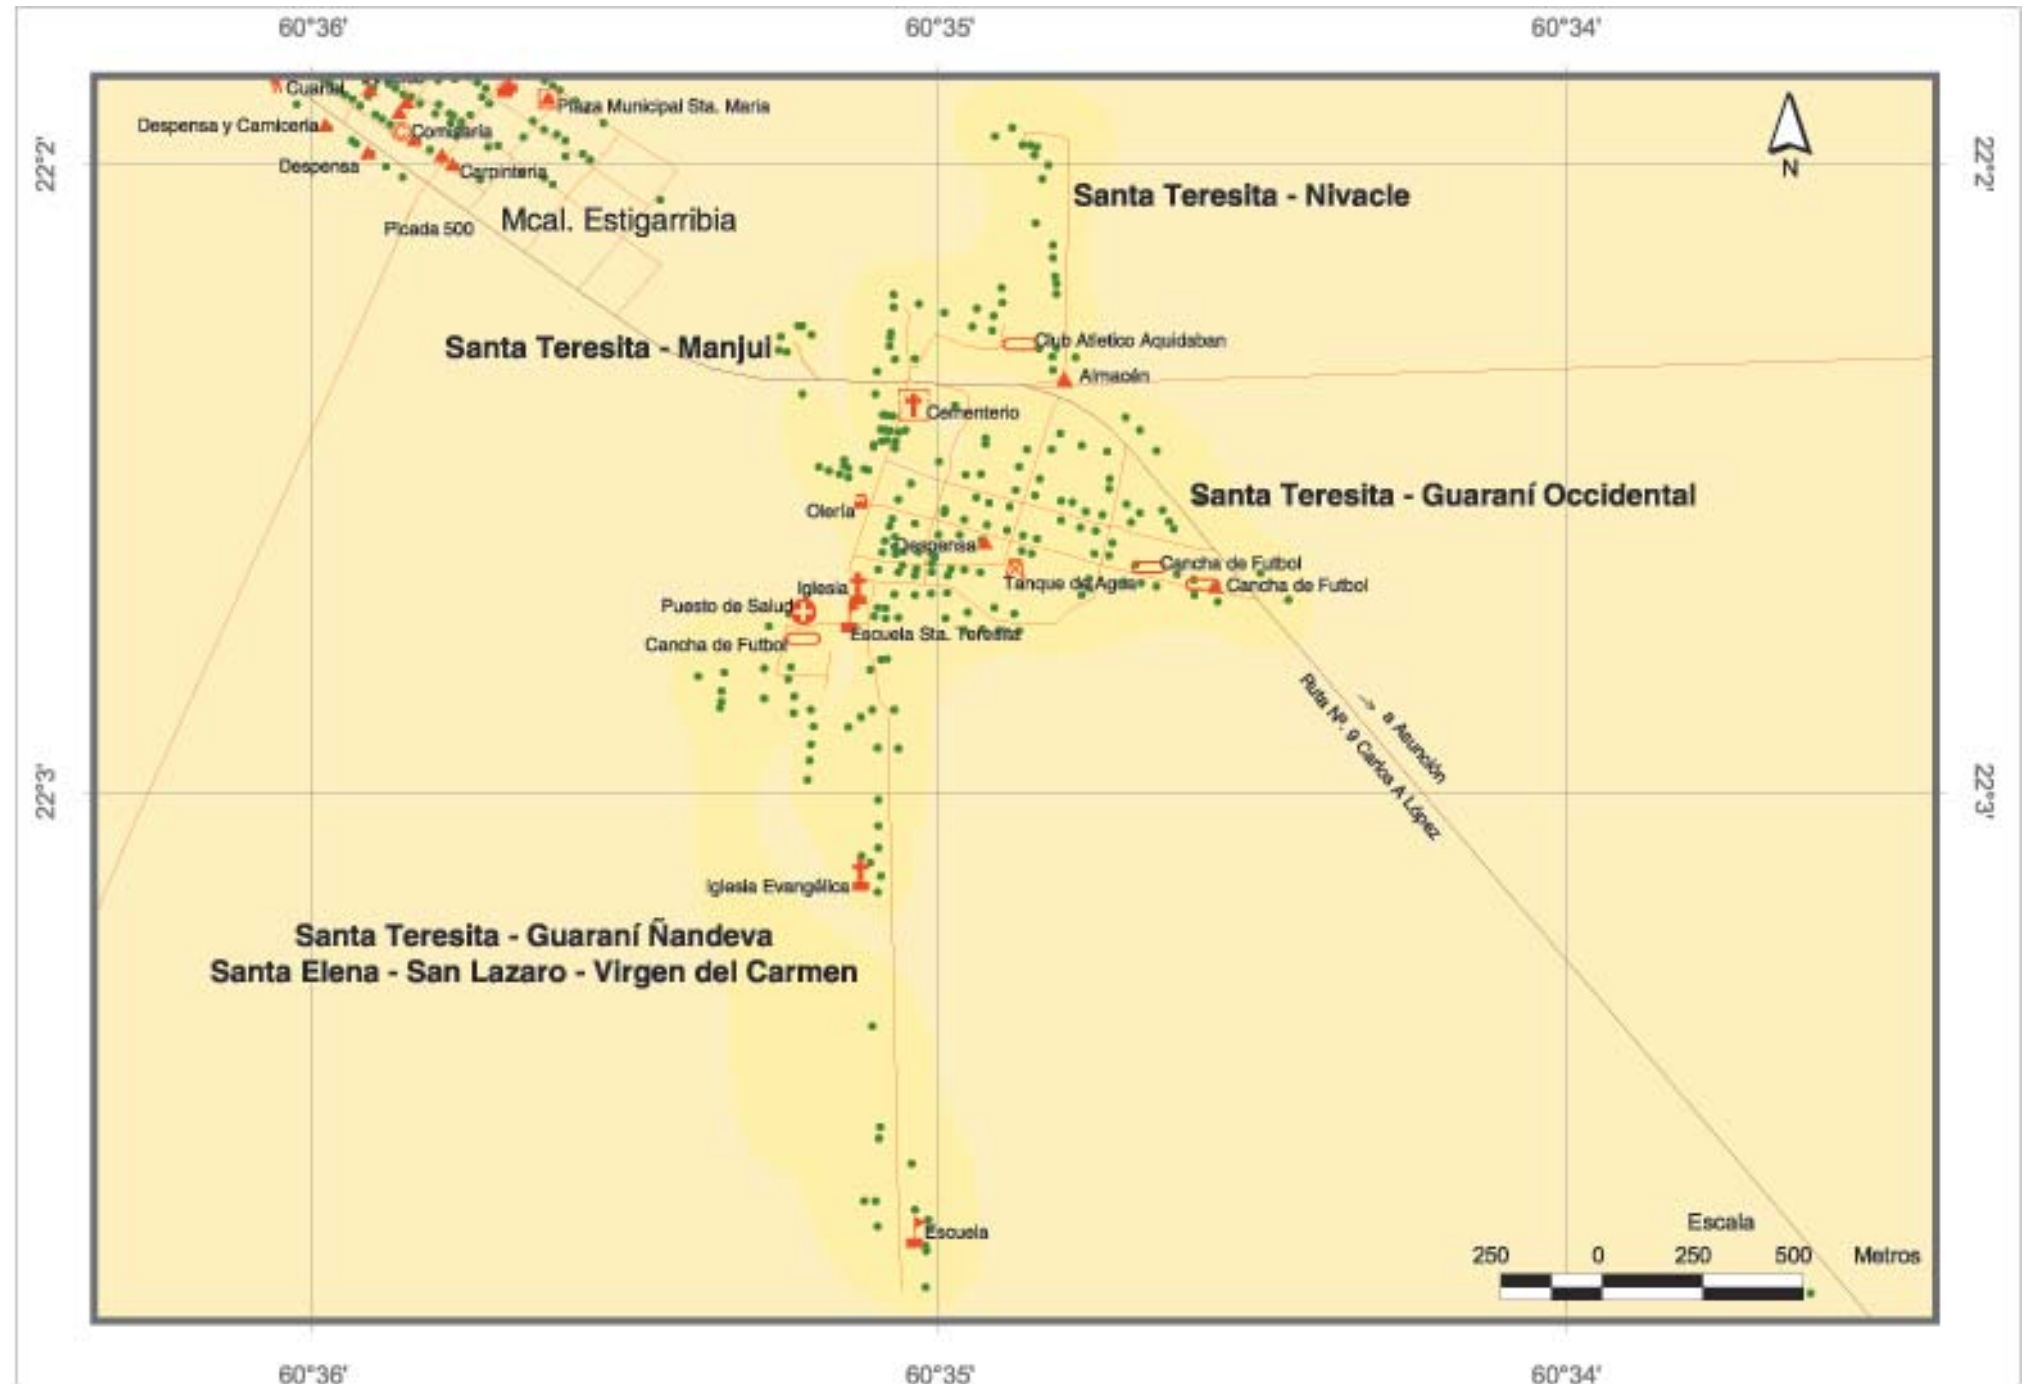 60°36'
60°35'
60°34'
Cuartel
Plaza Municipal Sta. Maria
Despensa y Carniceria
Comisaría
22°2'
22°2'
Despensa
Carpinteria
Santa Teresita - Nivacle
Picada 500
Mcal. Estigarribia
N
Santa Teresita - Manjui
Club Atletico Aquidaban
Almacén
Cementerio
Santa Teresita - Guaraní Occidental
Olería
Despensa
Cancha de Futbol
Tanque de Agua
Cancha de Futbol
Iglesia
Puesto de Salud
Escuela Sta. Teresita
Cancha de Futbol
a Asunción
Ruta Nº. 9 Carlos A López
22°3'
22°3'
Iglesia Evangélica
Santa Teresita - Guaraní Ñandeva
Santa Elena - San Lazaro - Virgen del Carmen
Escuela
Escala
250 0 250 500 Metros
60°36'
60°35'
60°34'